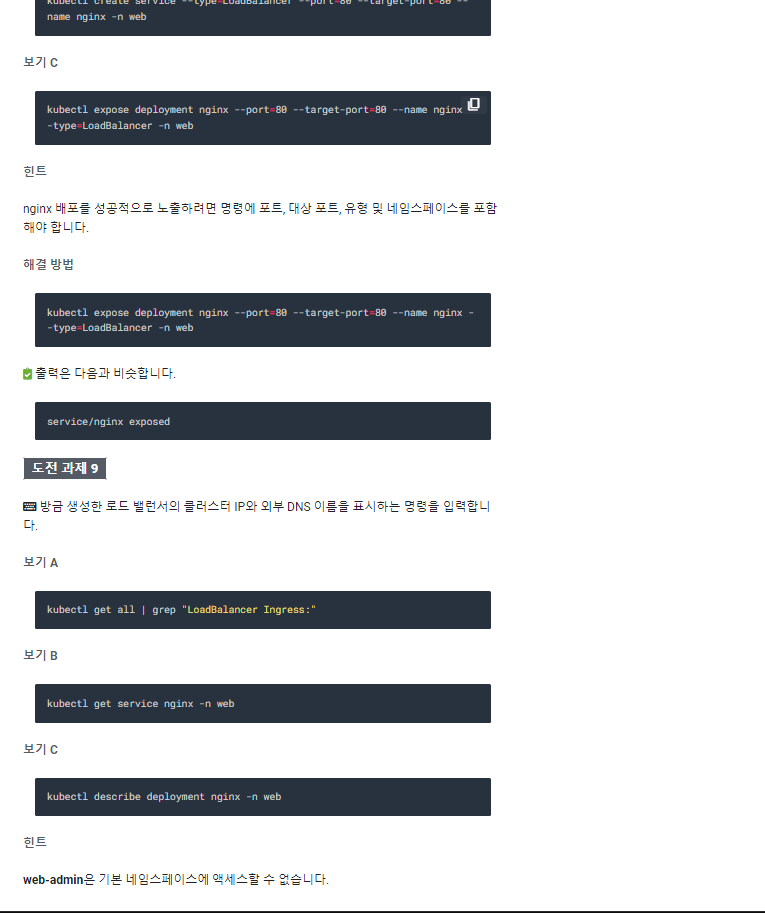 kubectl create service --type=LoadBalancer --port=80 --target-port=80 --
name nginx -n web
보기 C
kubectl expose deployment nginx --port=80 --target-port=80 --name nginx
-type=LoadBalancer -n web
힌트
nginx 배포를 성공적으로 노출하려면 명령에 포트, 대상 포트, 유형 및 네임스페이스를 포함
해야 합니다.
해결 방법
kubectl expose deployment nginx --port=80 --target-port=80 --name nginx -
-type=LoadBalancer -n web
출력은 다음과 비슷합니다.
service/nginx exposed
도전 과제 9
방금 생성한 로드 밸런서의 클러스터 IP와 외부 DNS 이름을 표시하는 명령을 입력합니
다.
보기 A
kubectl get all | grep "LoadBalancer Ingress:"
보기 B
kubectl get service nginx -n web
보기 C
kubectl describe deployment nginx -n web
힌트
web-admin은 기본 네임스페이스에 액세스할 수 없습니다.